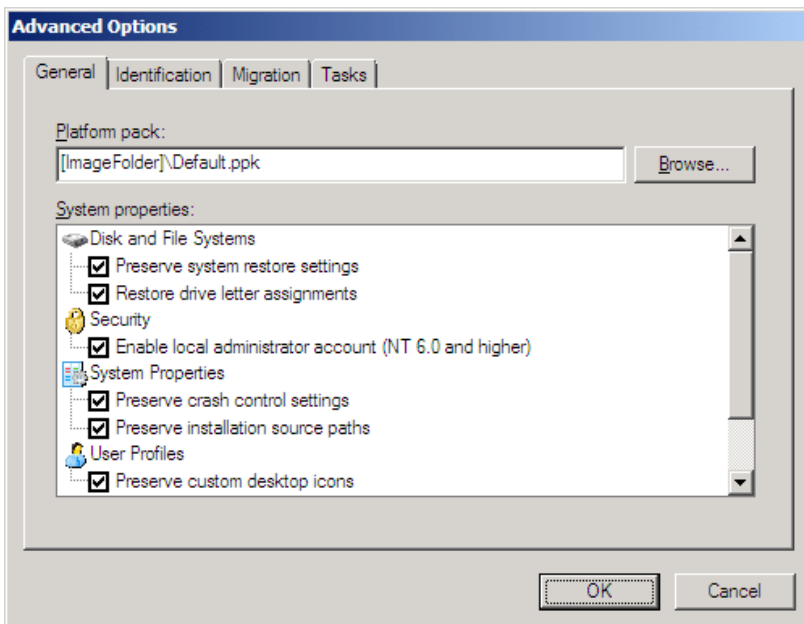 Advanced Options
General Identification Migration Tasks
Platform pack:
[ImageFolder]\Default.ppk Browse...
System properties:
Disk and File Systems
Preserve system restore settings
Restore drive letter assignments
Security
Enable local administrator account (NT 6.0 and higher)
System Properties
Preserve crash control settings
Preserve installation source paths
User Profiles
Preserve custom desktop icons
OK Cancel